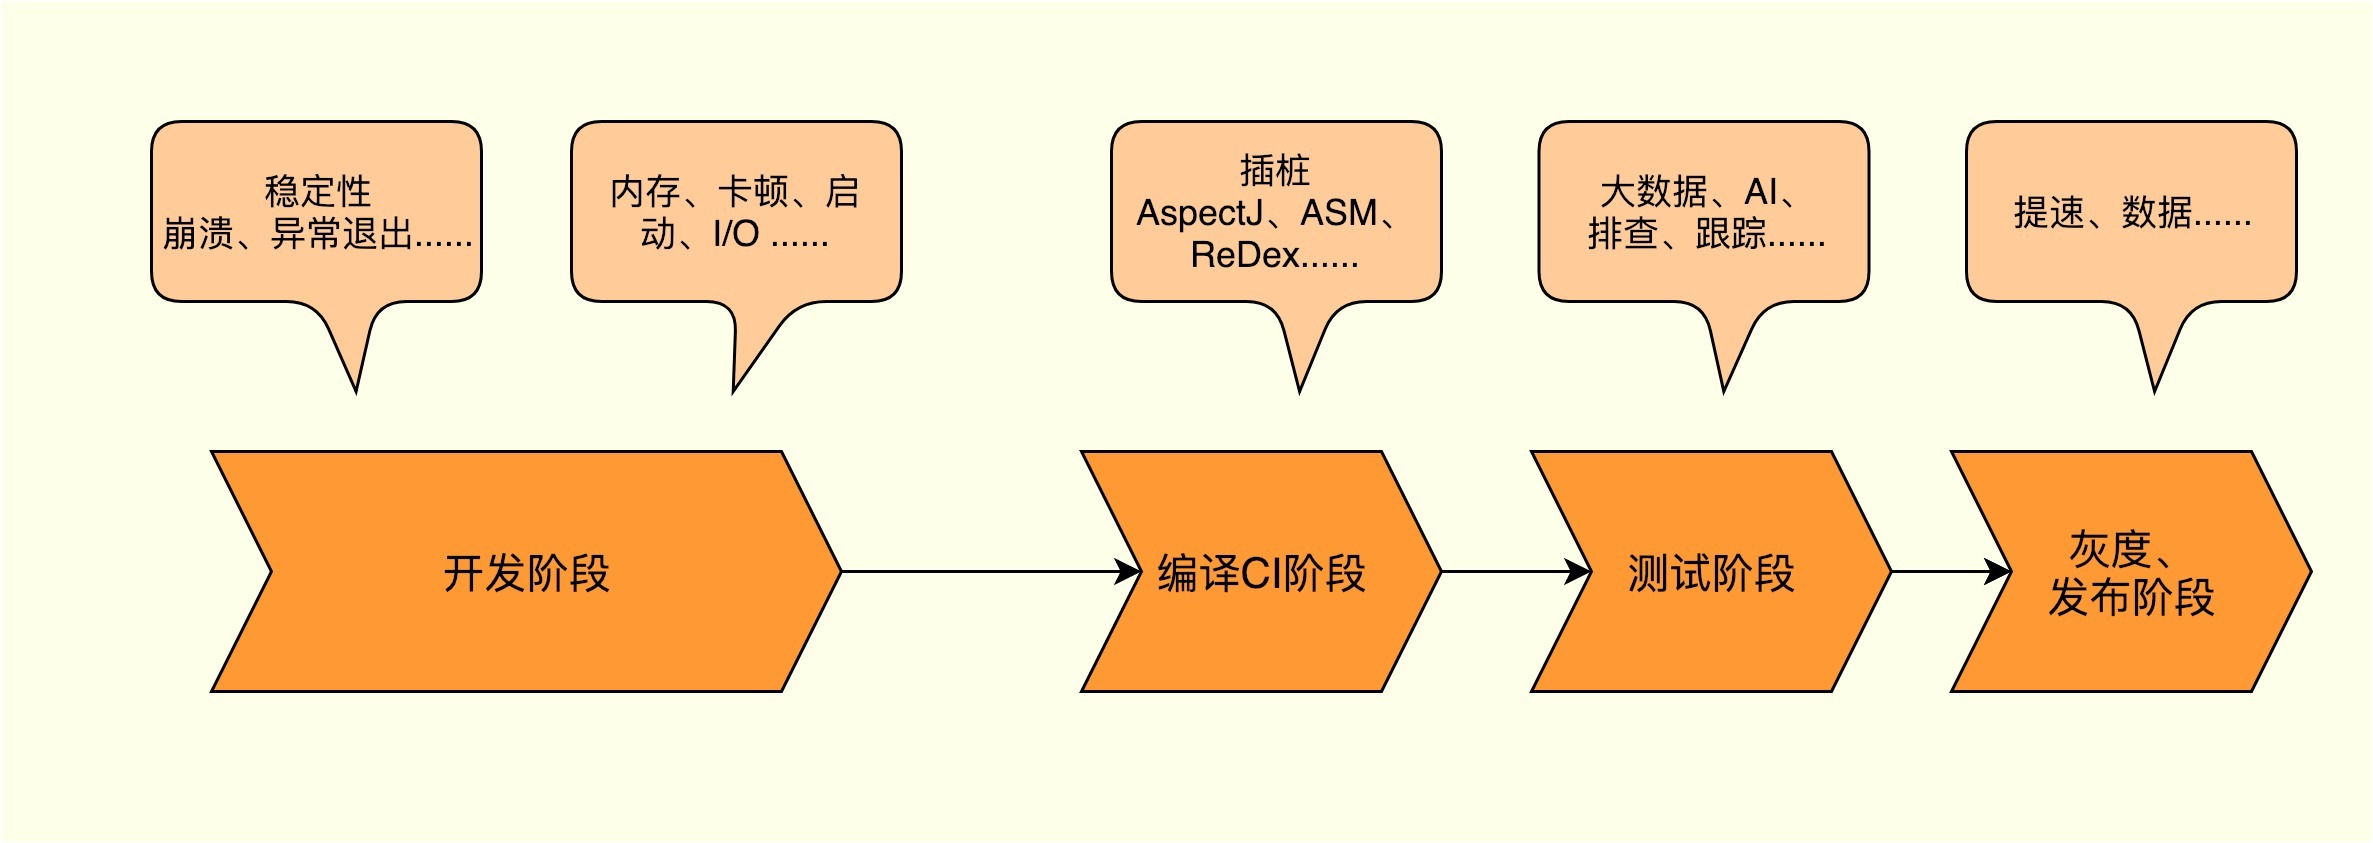 稳定性
崩溃、异常退出......
内存、卡顿、启
动、I/O ......
插桩
AspectJ、ASM、
ReDex......
大数据、AI、
排查、跟踪......
提速、数据......
开发阶段
编译CI阶段
测试阶段
灰度、
发布阶段